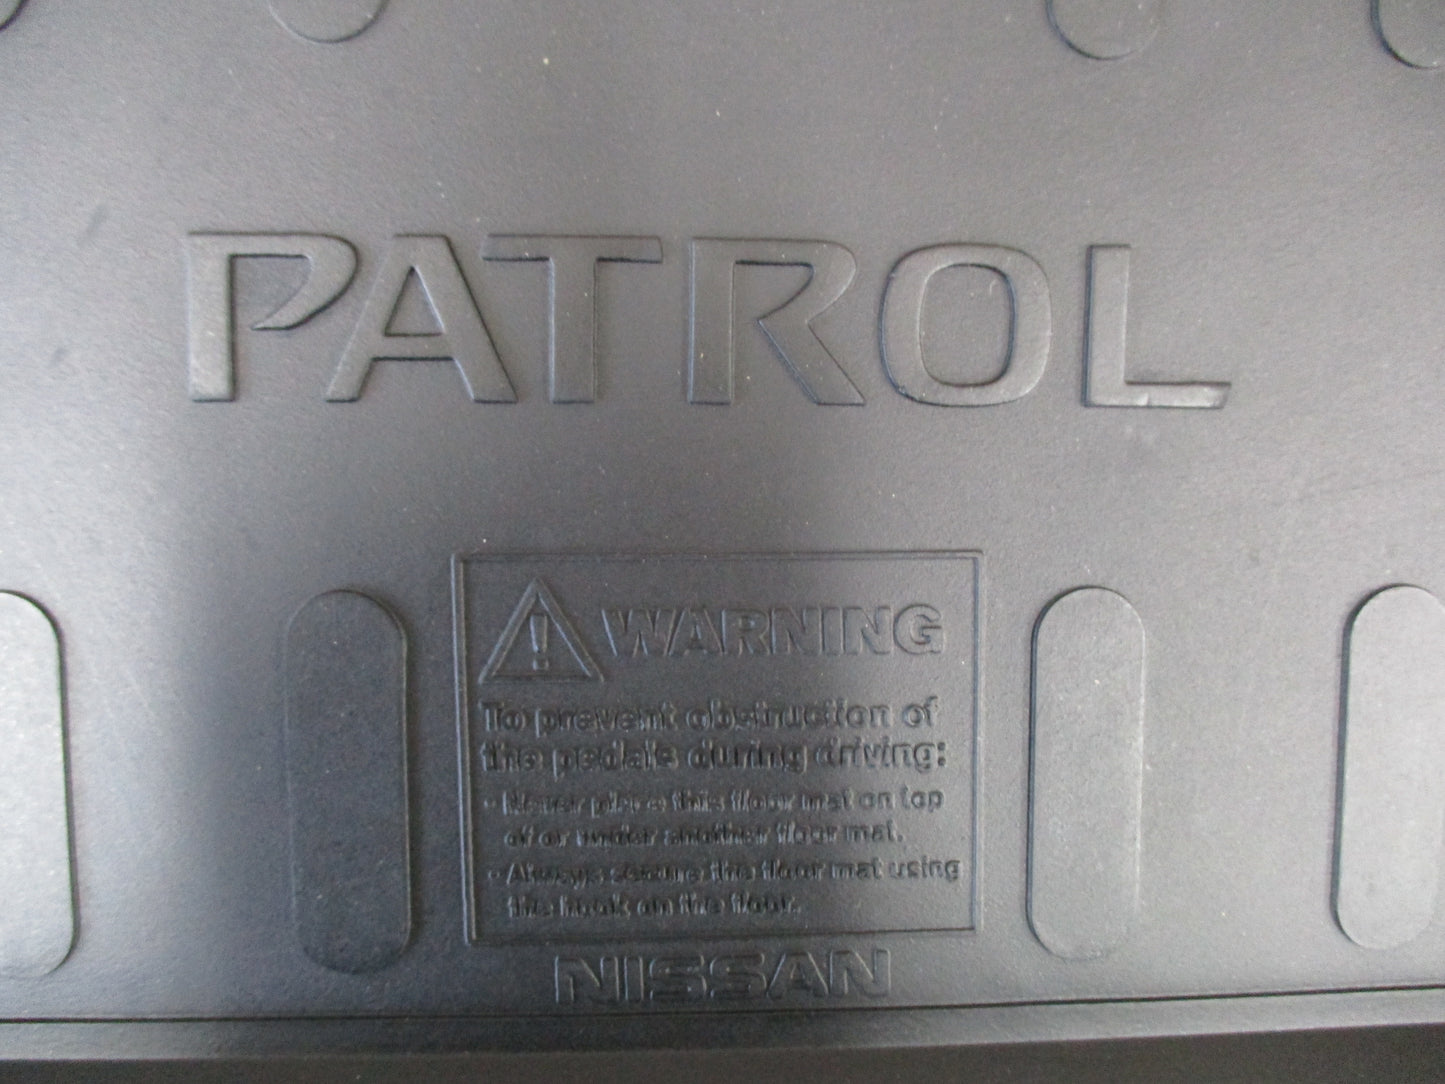 PATROL
! WARNING
To prevent obstruction of
the pedals during driving:
· Never place this floor mat on top
of or under another floor mat.
· Always secure the floor mat using
the hook on the floor.
NISSAN